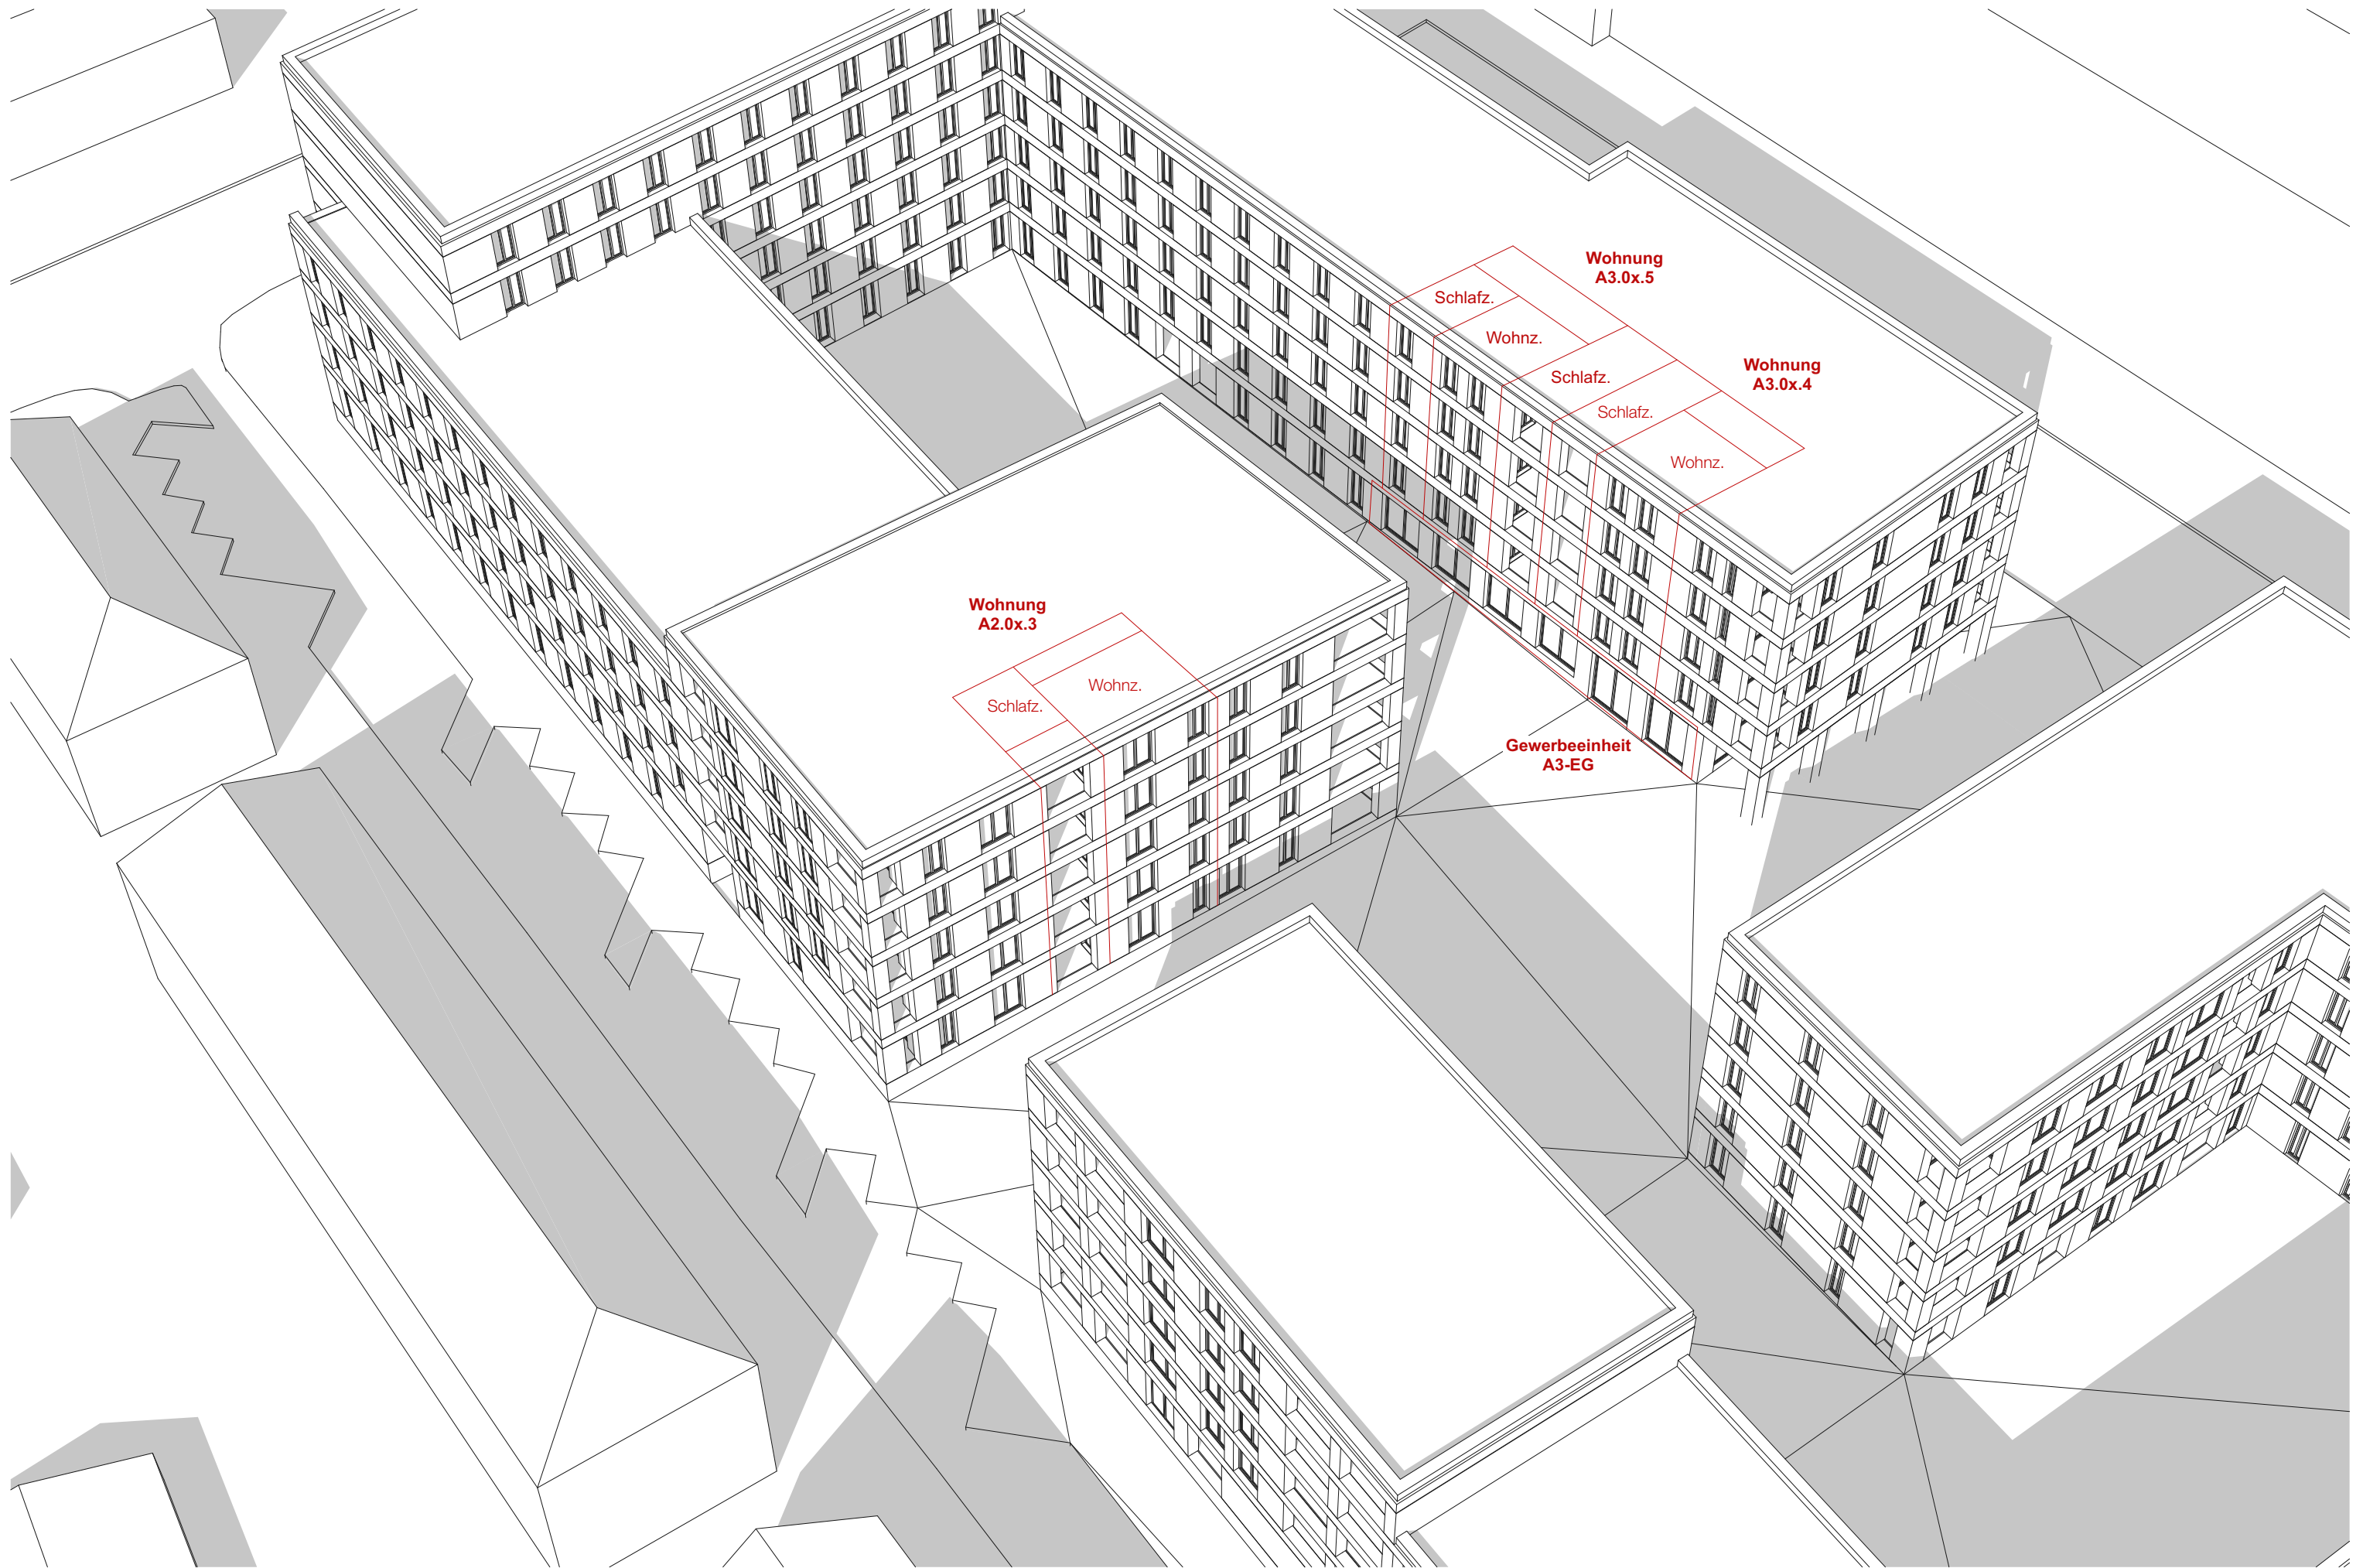 Wohnung
A3.0x.5
Schlafz.
Wohnz.
Schlafz.
Wohnung
A3.0x.4
Schlafz.
Wohnz.
Wohnung
A2.0x.3
Wohnz.
Schlafz.
Gewerbeeinheit
A3-EG